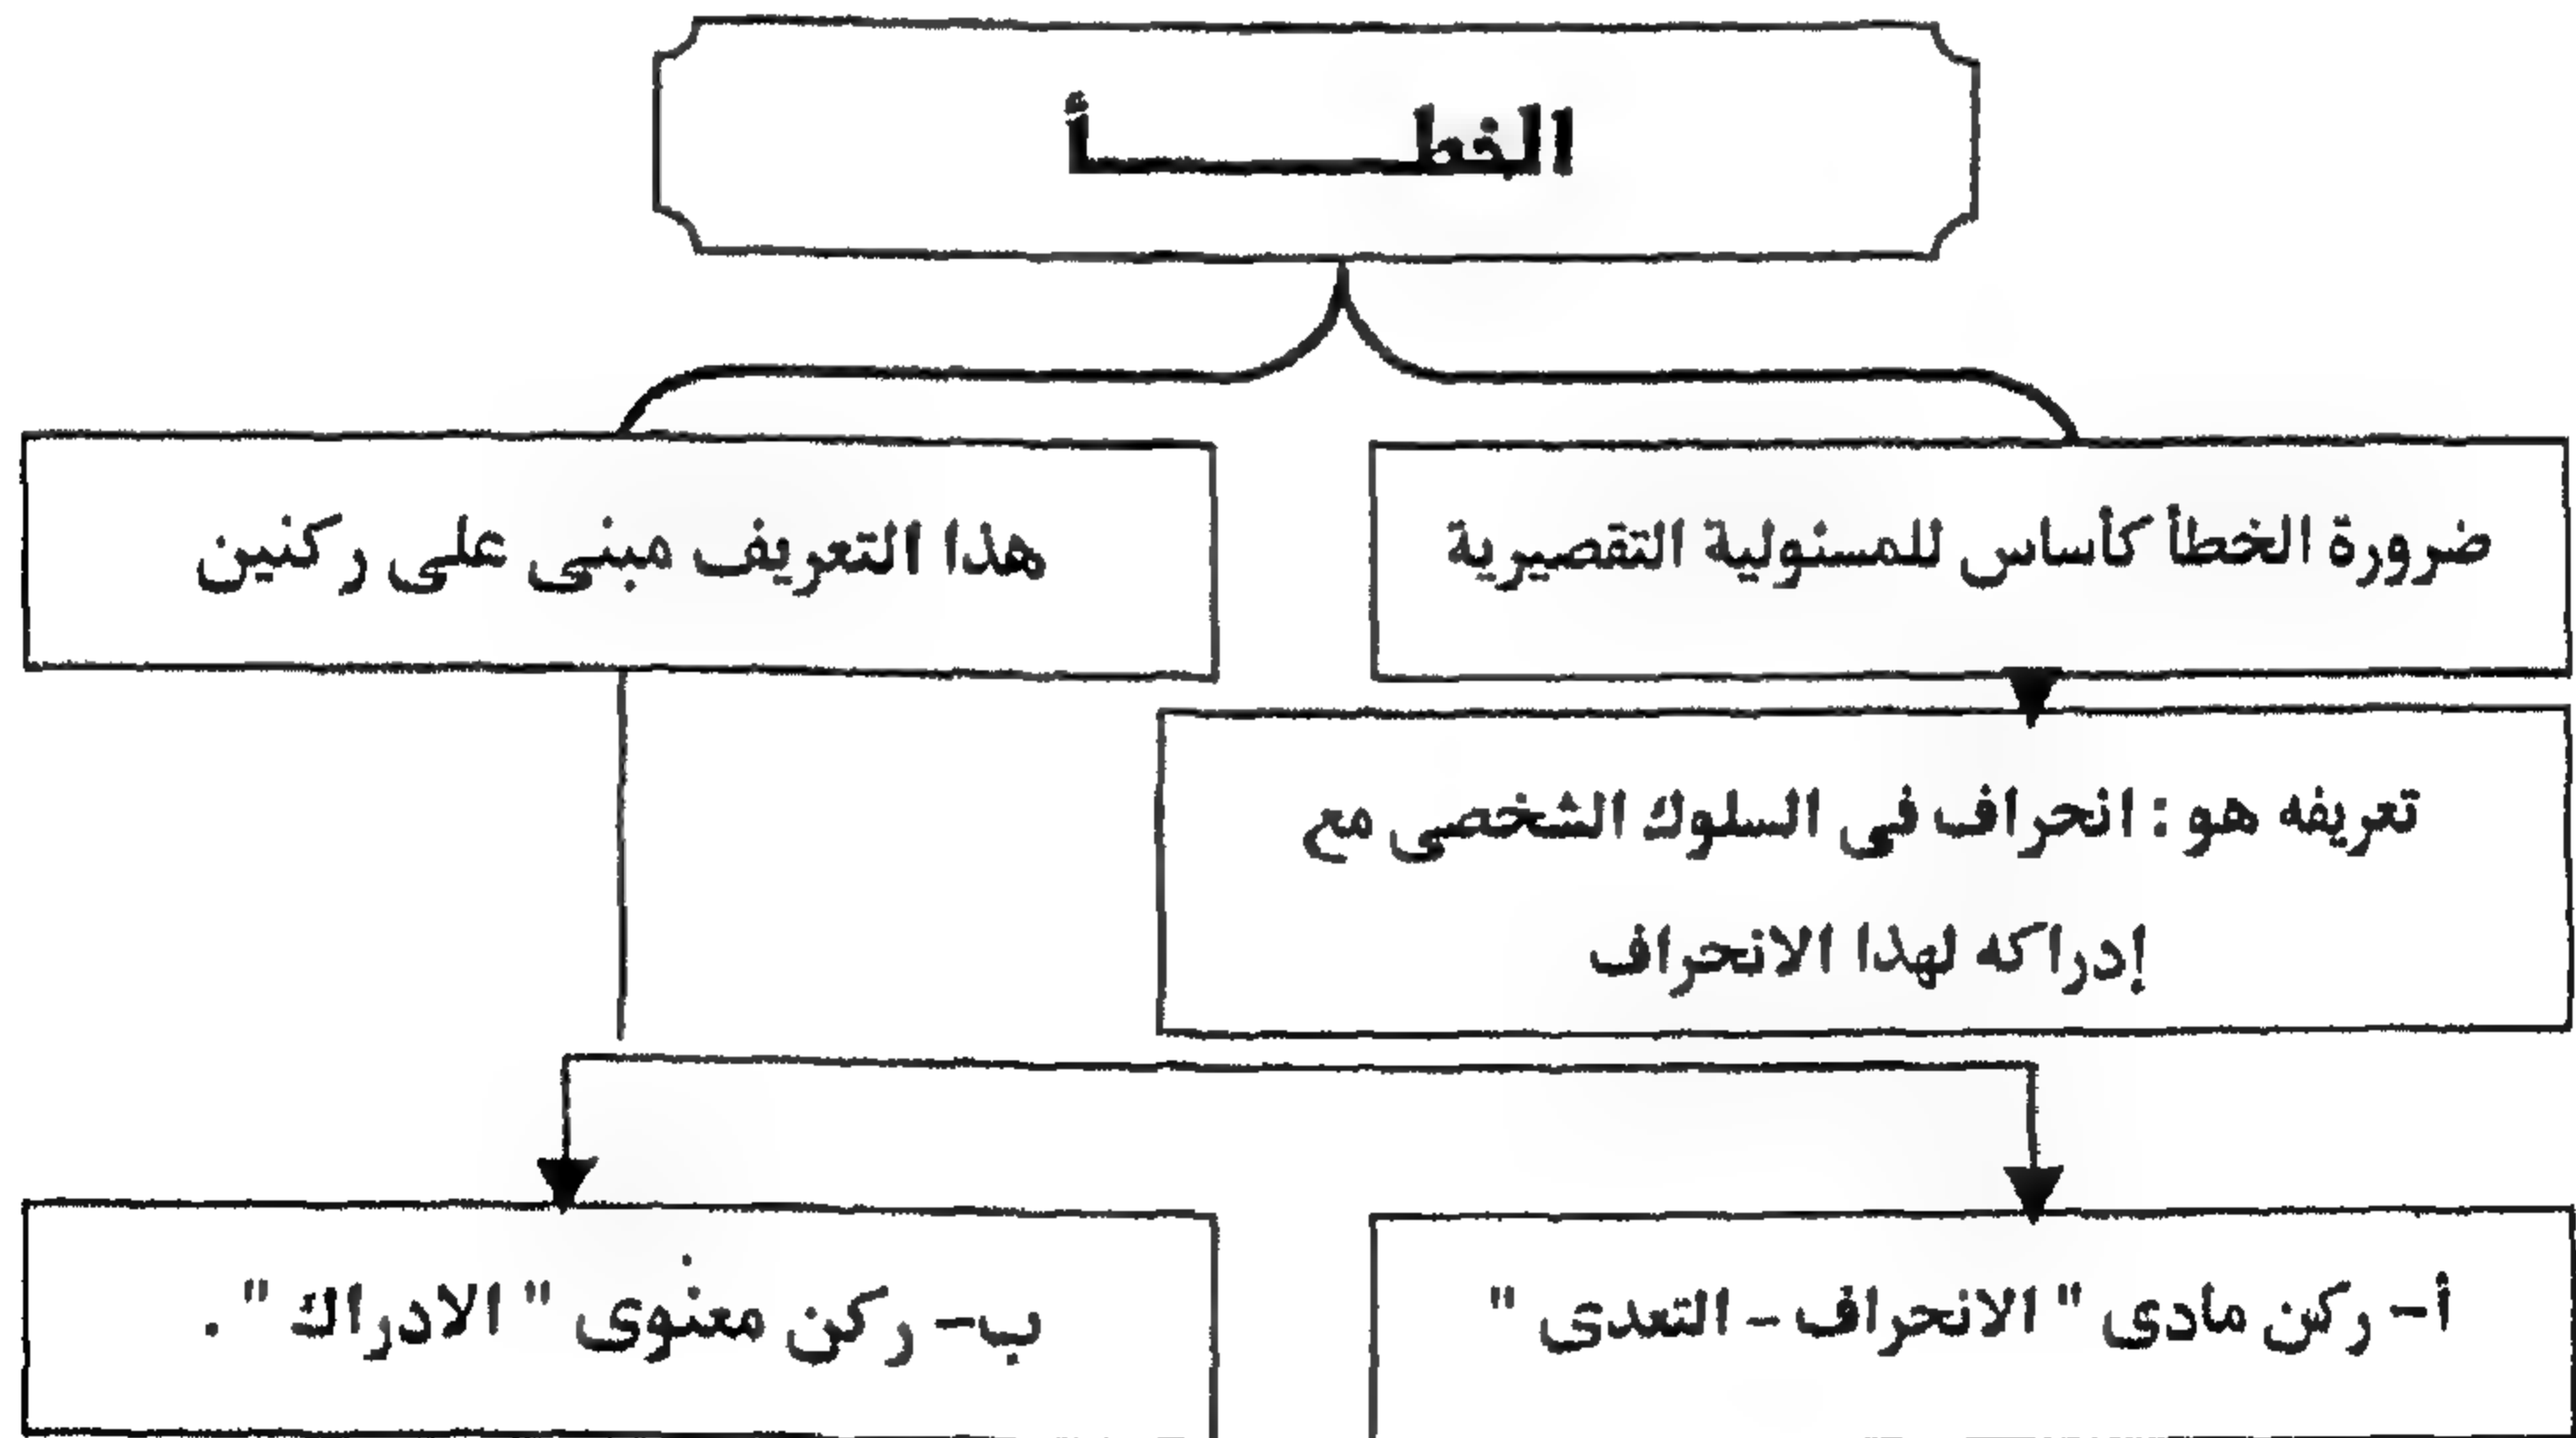 الخطأ
ضرورة الخطأ كأساس للمسئولية التقصيرية
هذا التعريف مبنى على ركنين
تعريفه هو : انحراف فى السلوك الشخصى مع
إدراكه لهذا الانحراف
أ- ركن مادى " الانحراف - التعدى "
ب- ركن معنوى " الادراك " .